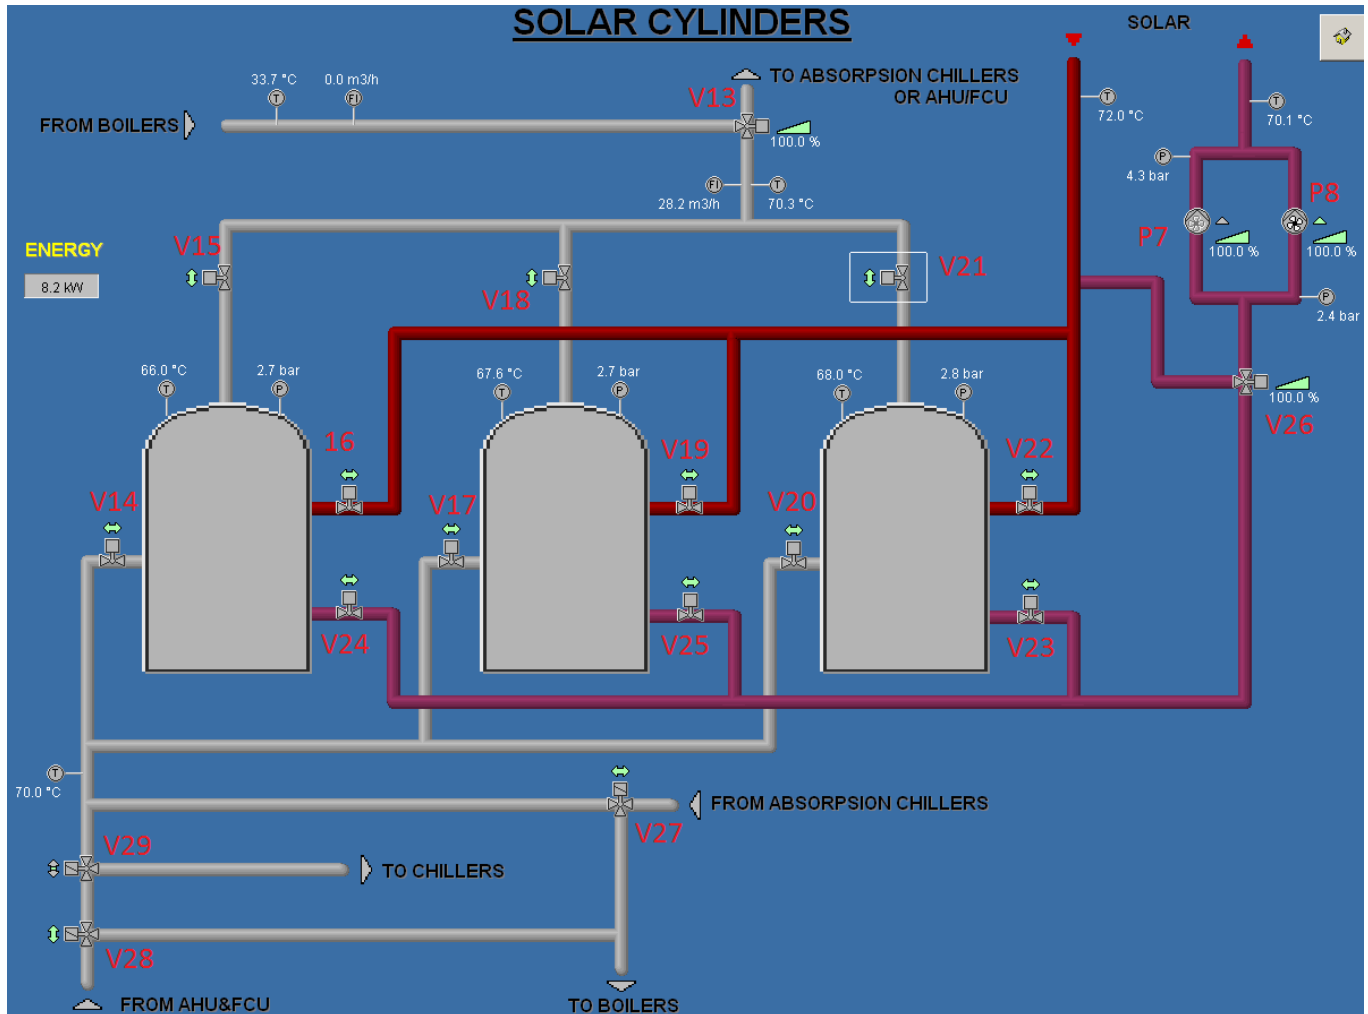 SOLAR CYLINDERS
SOLAR
33.7 °C
0.0 m3/h
T
FI
FROM BOILERS
V13
TO ABSORPSION CHILLERS
OR AHU/FCU
100.0 %
T
72.0 °C
T
70.1 °C
P
4.3 bar
FI
T
28.2 m3/h
70.3 °C
P7
100.0 %
P8
100.0 %
P
2.4 bar
ENERGY
8.2 kW
V15
V18
V21
66.0 °C
T
2.7 bar
P
67.6 °C
T
2.7 bar
P
68.0 °C
T
2.8 bar
P
100.0 %
V26
16
V19
V22
V14
V17
V20
V24
V25
V23
T
70.0 °C
FROM ABSORPSION CHILLERS
V27
V29
TO CHILLERS
V28
FROM AHU&FCU
TO BOILERS